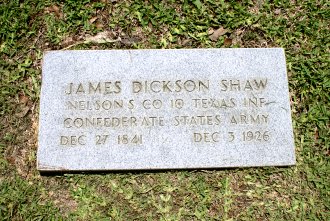 JAMES DICKSON SHAW
NELSON'S CO 10 TEXAS INF
CONFEDERATE STATES ARMY
DEC 27 1841 DEC 3 1926